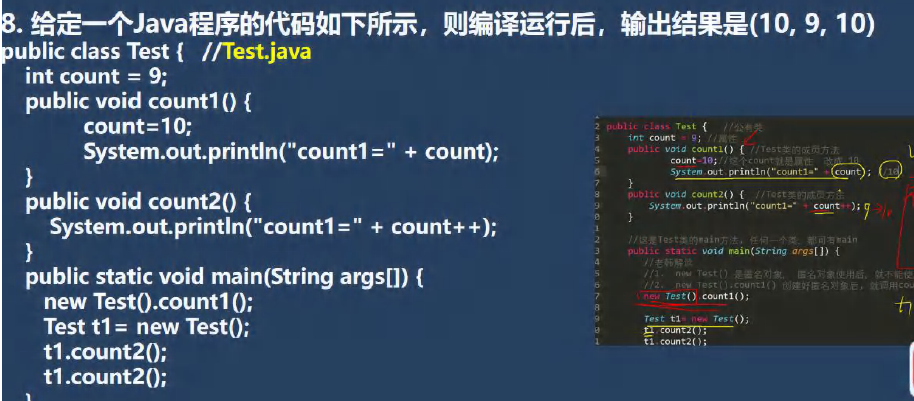 8. 给定一个Java程序的代码如下所示，则编译运行后，输出结果是(10, 9, 10)
public class Test { //Test.java
int count = 9;
public void count1() {
count=10;
System.out.println("count1=" + count);
}
public void count2() {
System.out.println("count1=" + count++);
}
public static void main(String args[]) {
new Test().count1();
Test t1= new Test();
t1.count2();
t1.count2();
}
2 public class Test { //公有类
3 int count = 9; //属性
4 public void count1() { //Test类的成员方法
5 count=10;//这个count就是属性 改成 10
6 System.out.println("count1=" + count); //10
7 }
8 public void count2() { //Test类的成员方法
9 System.out.println("count1=" + count++);
0 }
1
2 //这是Test类的main方法, 任何一个类, 都可有main
3 public static void main(String args[]) {
4 //老韩解读
5 //1. new Test() 是匿名对象, 匿名对象使用后, 就不能使
6 //2. new Test().count1() 创建好匿名对象后, 就调用cou
7 new Test().count1();
8
9 Test t1= new Test();
0 t1.count2();
1 t1.count2();